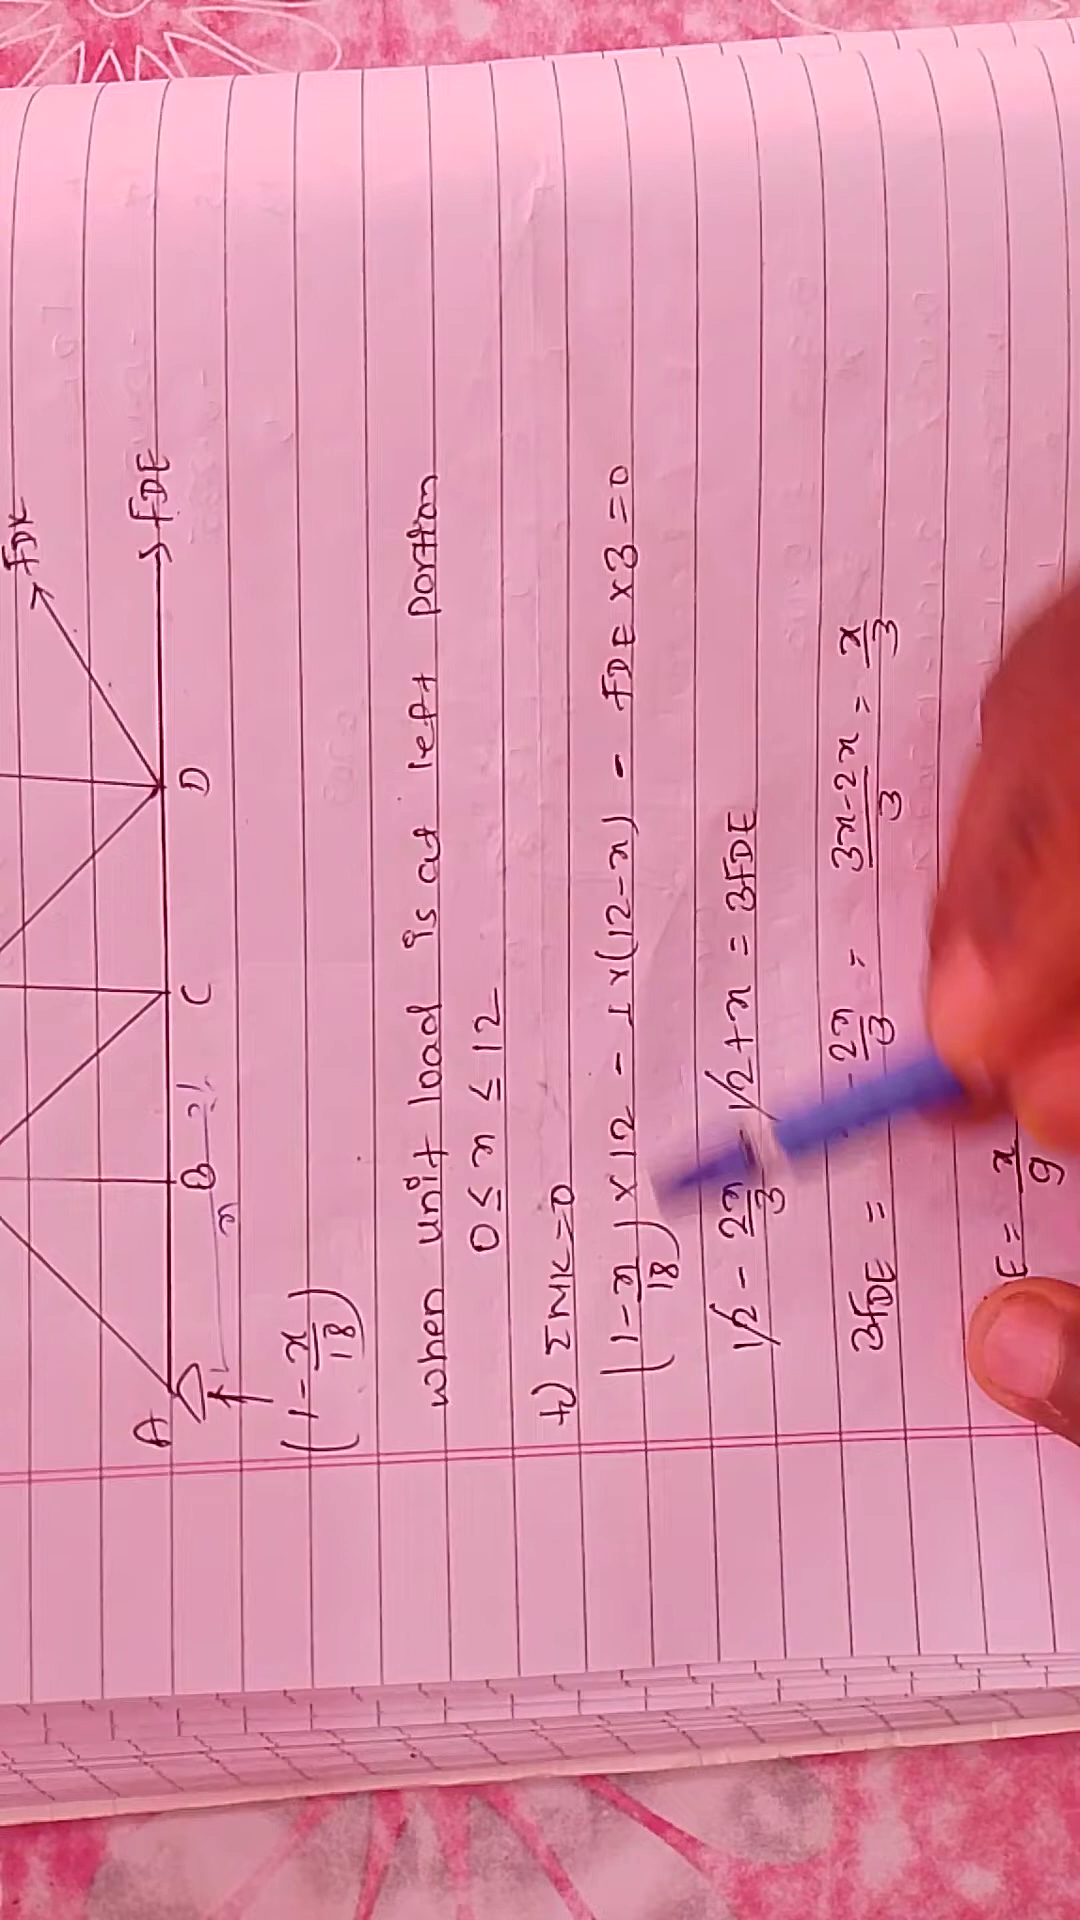 FDK
FDE
A B C D
x
(1 - x/18)
when unit load is at left portion
0 ≤ x ≤ 12
ΣMK=0
(1 - x/18) × 12 - 1×(12-x) - FDE ×3 =0
12 - 2x/3 - 12 + x = 3FDE
3FDE = - 2x/3 = 3x-2x/3 = x/3
E = x/9